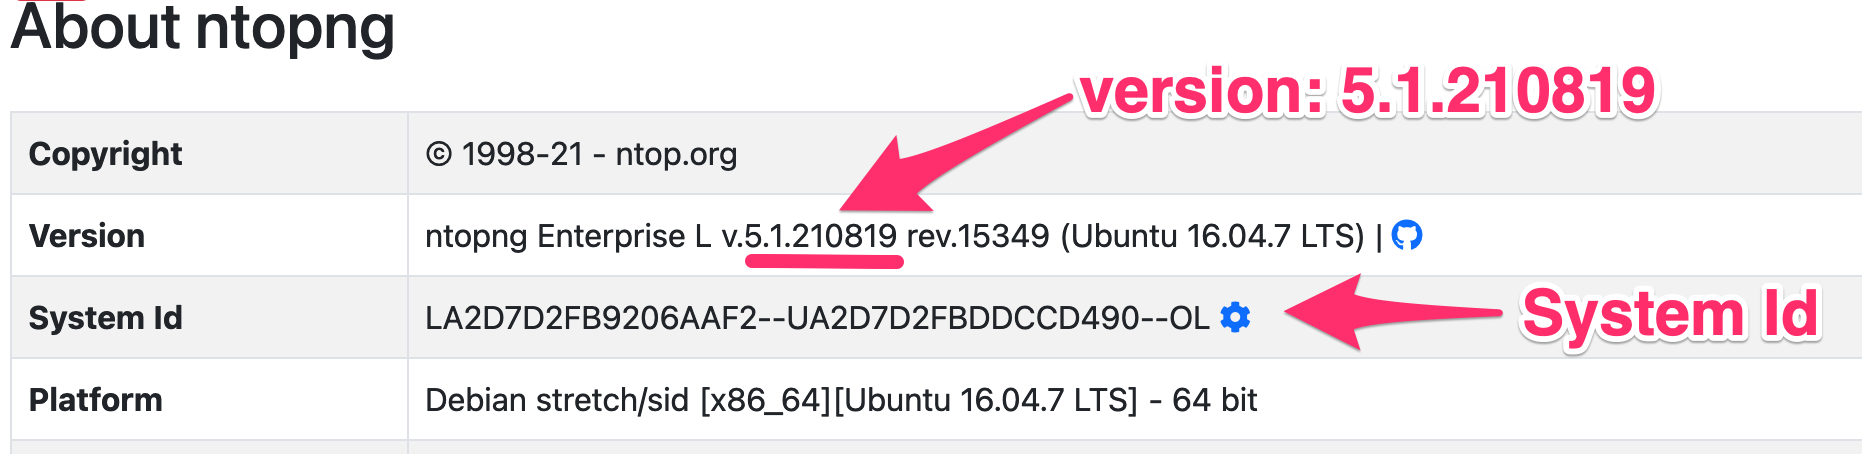 About ntopng
version: 5.1.210819
Copyright © 1998-21 - ntop.org
Version ntopng Enterprise L v.5.1.210819 rev.15349 (Ubuntu 16.04.7 LTS) |
System Id LA2D7D2FB9206AAF2--UA2D7D2FBDDCCD490--OL System Id
Platform Debian stretch/sid [x86_64][Ubuntu 16.04.7 LTS] - 64 bit